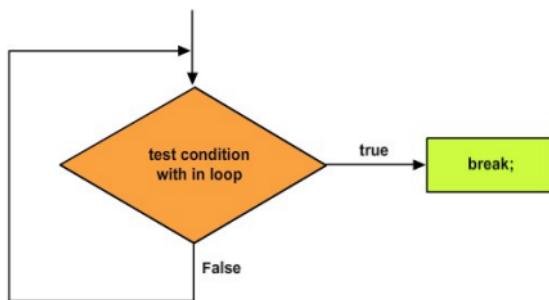 test condition
with in loop
true
break;
False